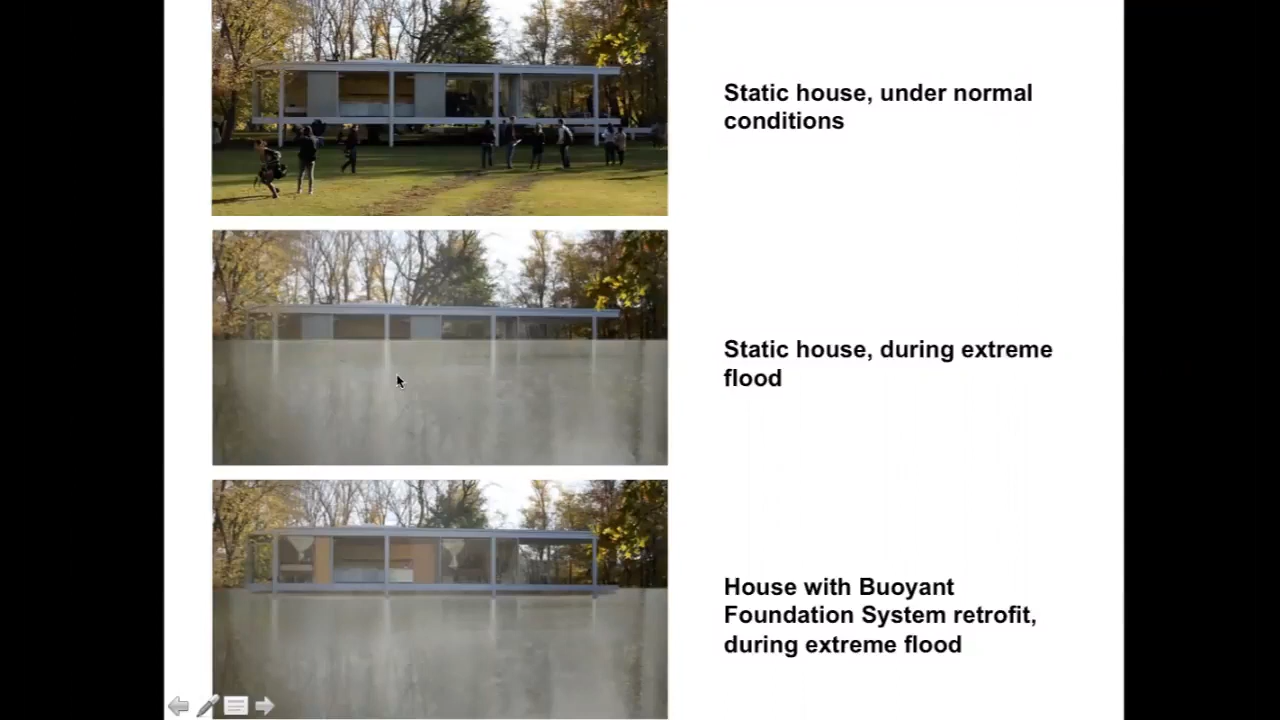 Static house, under normal
conditions
Static house, during extreme
flood
House with Buoyant
Foundation System retrofit,
during extreme flood